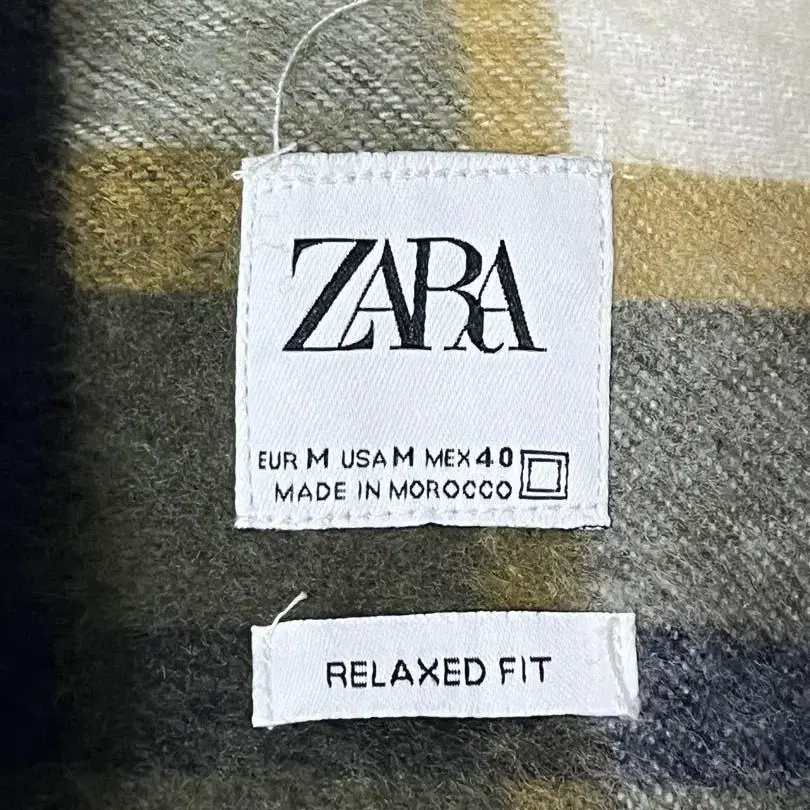 ZARA
EUR M USA M MEX 40
MADE IN MOROCCO
RELAXED FIT